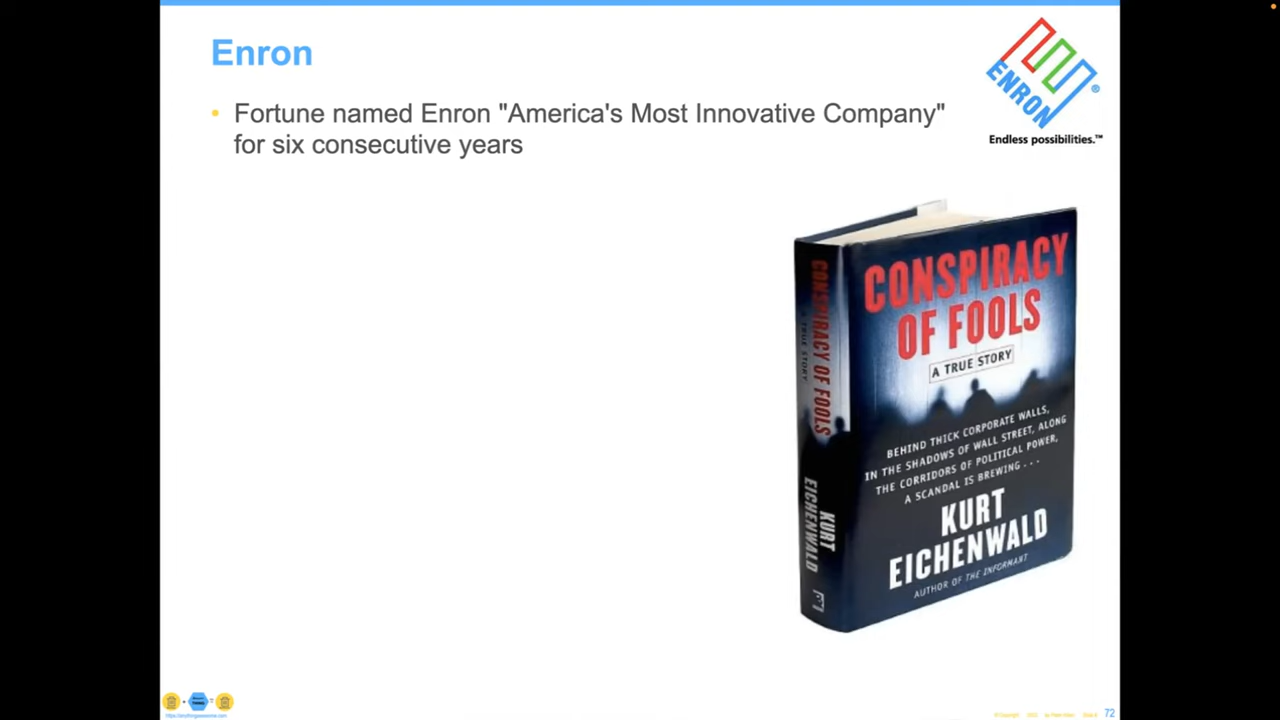 Enron
Fortune named Enron "America's Most Innovative Company"
for six consecutive years
ENRON®
Endless possibilities.™
CONSPIRACY OF FOOLS
A TRUE STORY
KURT
EICHENWALD
CONSPIRACY
OF FOOLS
A TRUE STORY
BEHIND THICK CORPORATE WALLS,
IN THE SHADOWS OF WALL STREET, ALONG
THE CORRIDORS OF POLITICAL POWER,
A SCANDAL IS BREWING . . .
KURT
EICHENWALD
AUTHOR OF THE INFORMANT
72